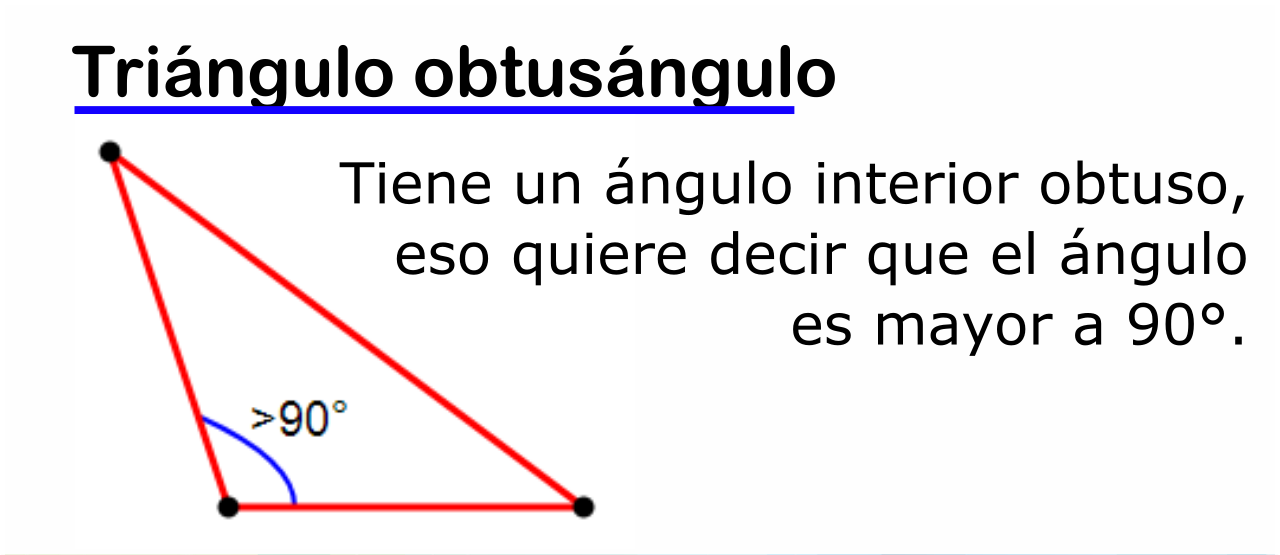 Triángulo obtusángulo
Tiene un ángulo interior obtuso,
eso quiere decir que el ángulo
es mayor a 90°.
>90°